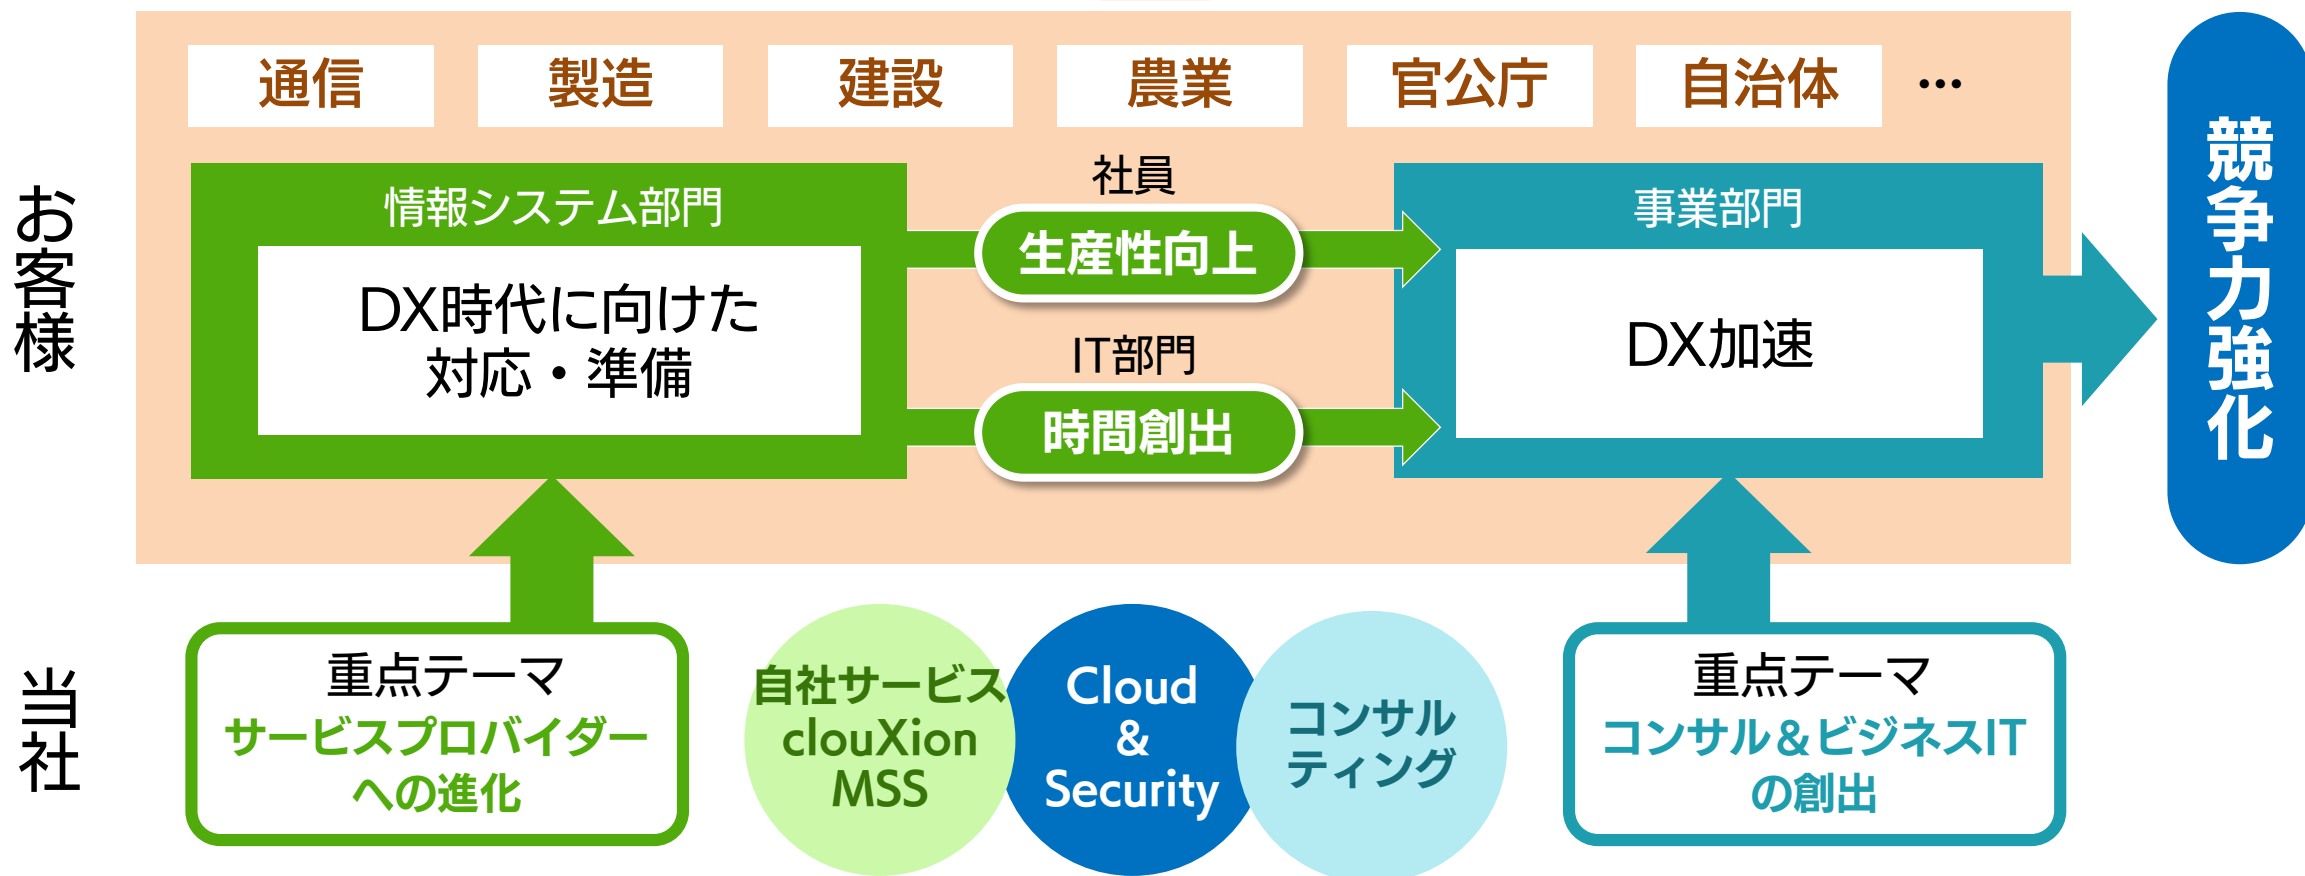 お客様
通信
製造
建設
農業
官公庁
自治体
…
情報システム部門
DX時代に向けた
対応・準備
社員
生産性向上
IT部門
時間創出
事業部門
DX加速
競争力強化
当社
重点テーマ
サービスプロバイダー
への進化
自社サービス
clouXion
MSS
Cloud
&
Security
コンサル
ティング
重点テーマ
コンサル＆ビジネスIT
の創出